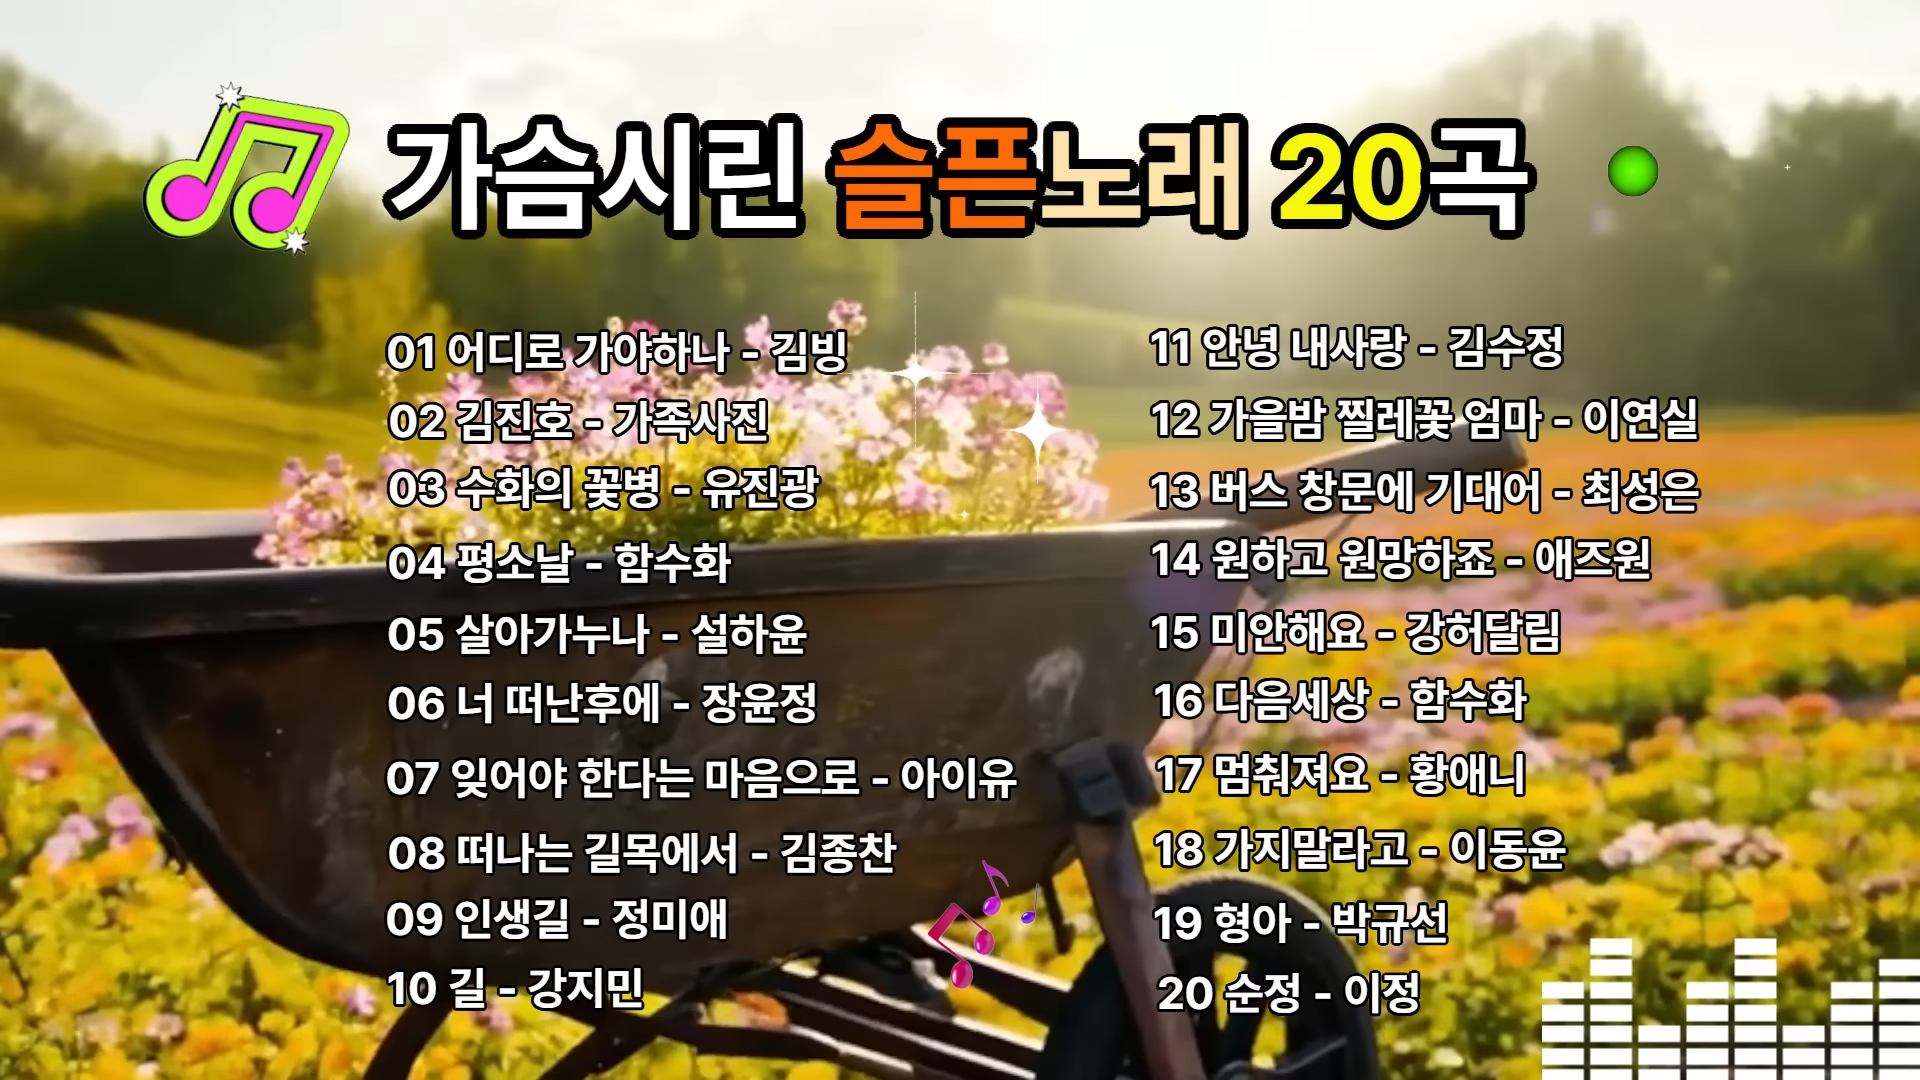 가슴시린 슬픈노래 20곡
01 어디로 가야하나 - 김빙
02 김진호 - 가족사진
03 수화의 꽃병 - 유진광
04 평소날 - 함수화
05 살아가누나 - 설하윤
06 너 떠난후에 - 장윤정
07 잊어야 한다는 마음으로 - 아이유
08 떠나는 길목에서 - 김종찬
09 인생길 - 정미애
10 길 - 강지민
11 안녕 내사랑 - 김수정
12 가을밤 찔레꽃 엄마 - 이연실
13 버스 창문에 기대어 - 최성은
14 원하고 원망하죠 - 애즈원
15 미안해요 - 강허달림
16 다음세상 - 함수화
17 멈춰져요 - 황애니
18 가지말라고 - 이동윤
19 형아 - 박규선
20 순정 - 이정